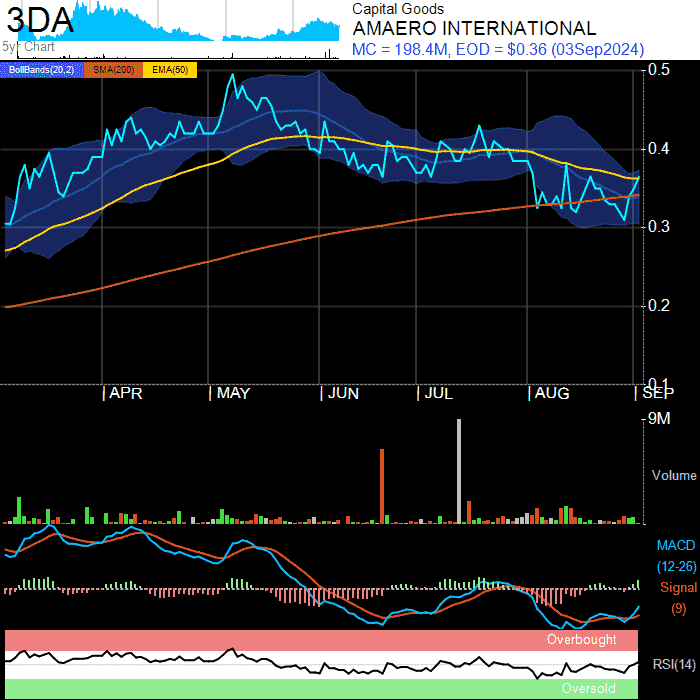 3DA
5yr Chart
Capital Goods
AMAERO INTERNATIONAL
MC = 198.4M, EOD = $0.36 (03Sep2024)
BollBands(20,2) SMA(200) EMA(50)
0.5
0.4
0.3
0.2
0.1
| APR | MAY | JUN | JUL | AUG | SEP
9M
Volume
MACD
(12-26)
Signal
(9)
Overbought
RSI(14)
Oversold